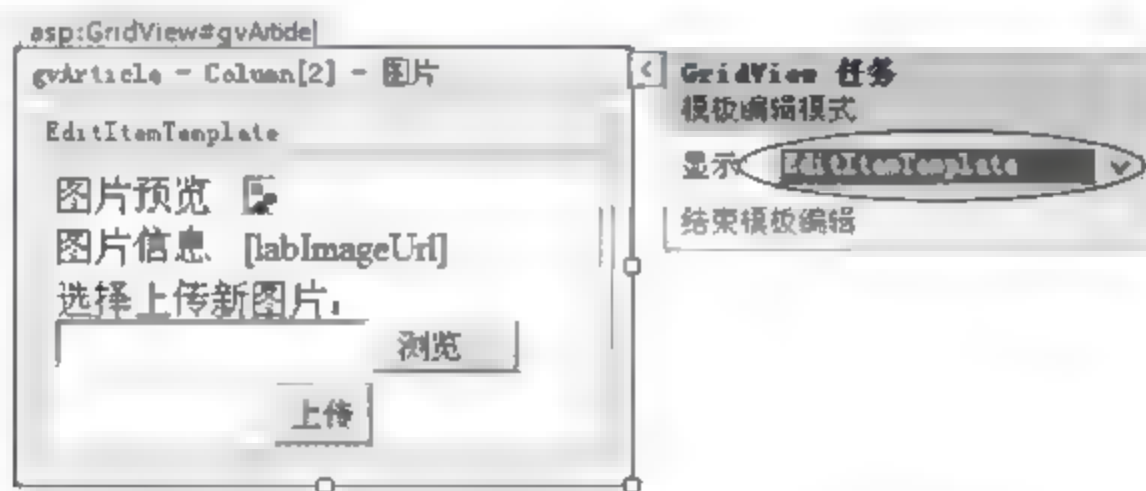 asp:GridView#gvArticle
gvArticle - Column[2] - 图片
EditItemTemplate
图片预览
图片信息 [labImageUrl]
选择上传新图片:
浏览
上传
GridView 任务
模板编辑模式
显示 EditItemTemplate
结束模板编辑